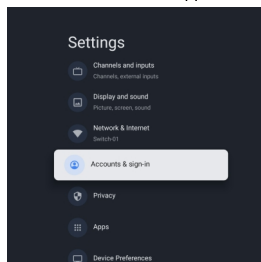 Settings
Channels and inputs
Channels, external inputs
Display and sound
Picture, screen, sound
Network & Internet
Switch-01
Accounts & sign-in
Privacy
Apps
Device Preferences